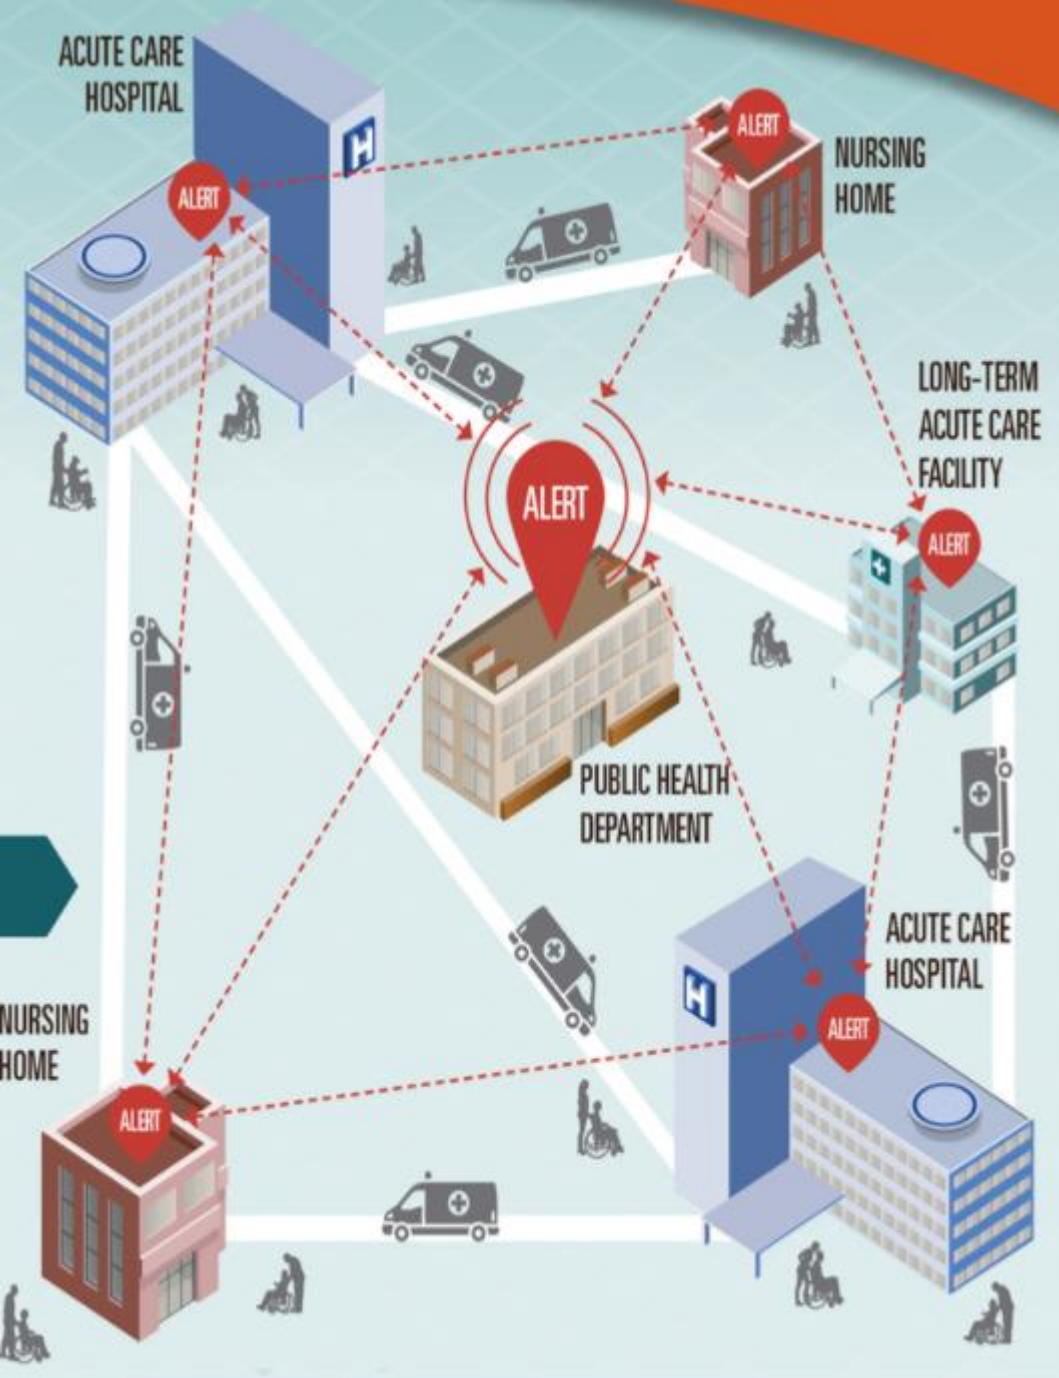 ACUTE CARE
HOSPITAL
H
ALERT
ALERT
NURSING
HOME
LONG-TERM
ACUTE CARE
FACILITY
ALERT
ALERT
PUBLIC HEALTH
DEPARTMENT
ACUTE CARE
HOSPITAL
H
ALERT
NURSING
HOME
ALERT